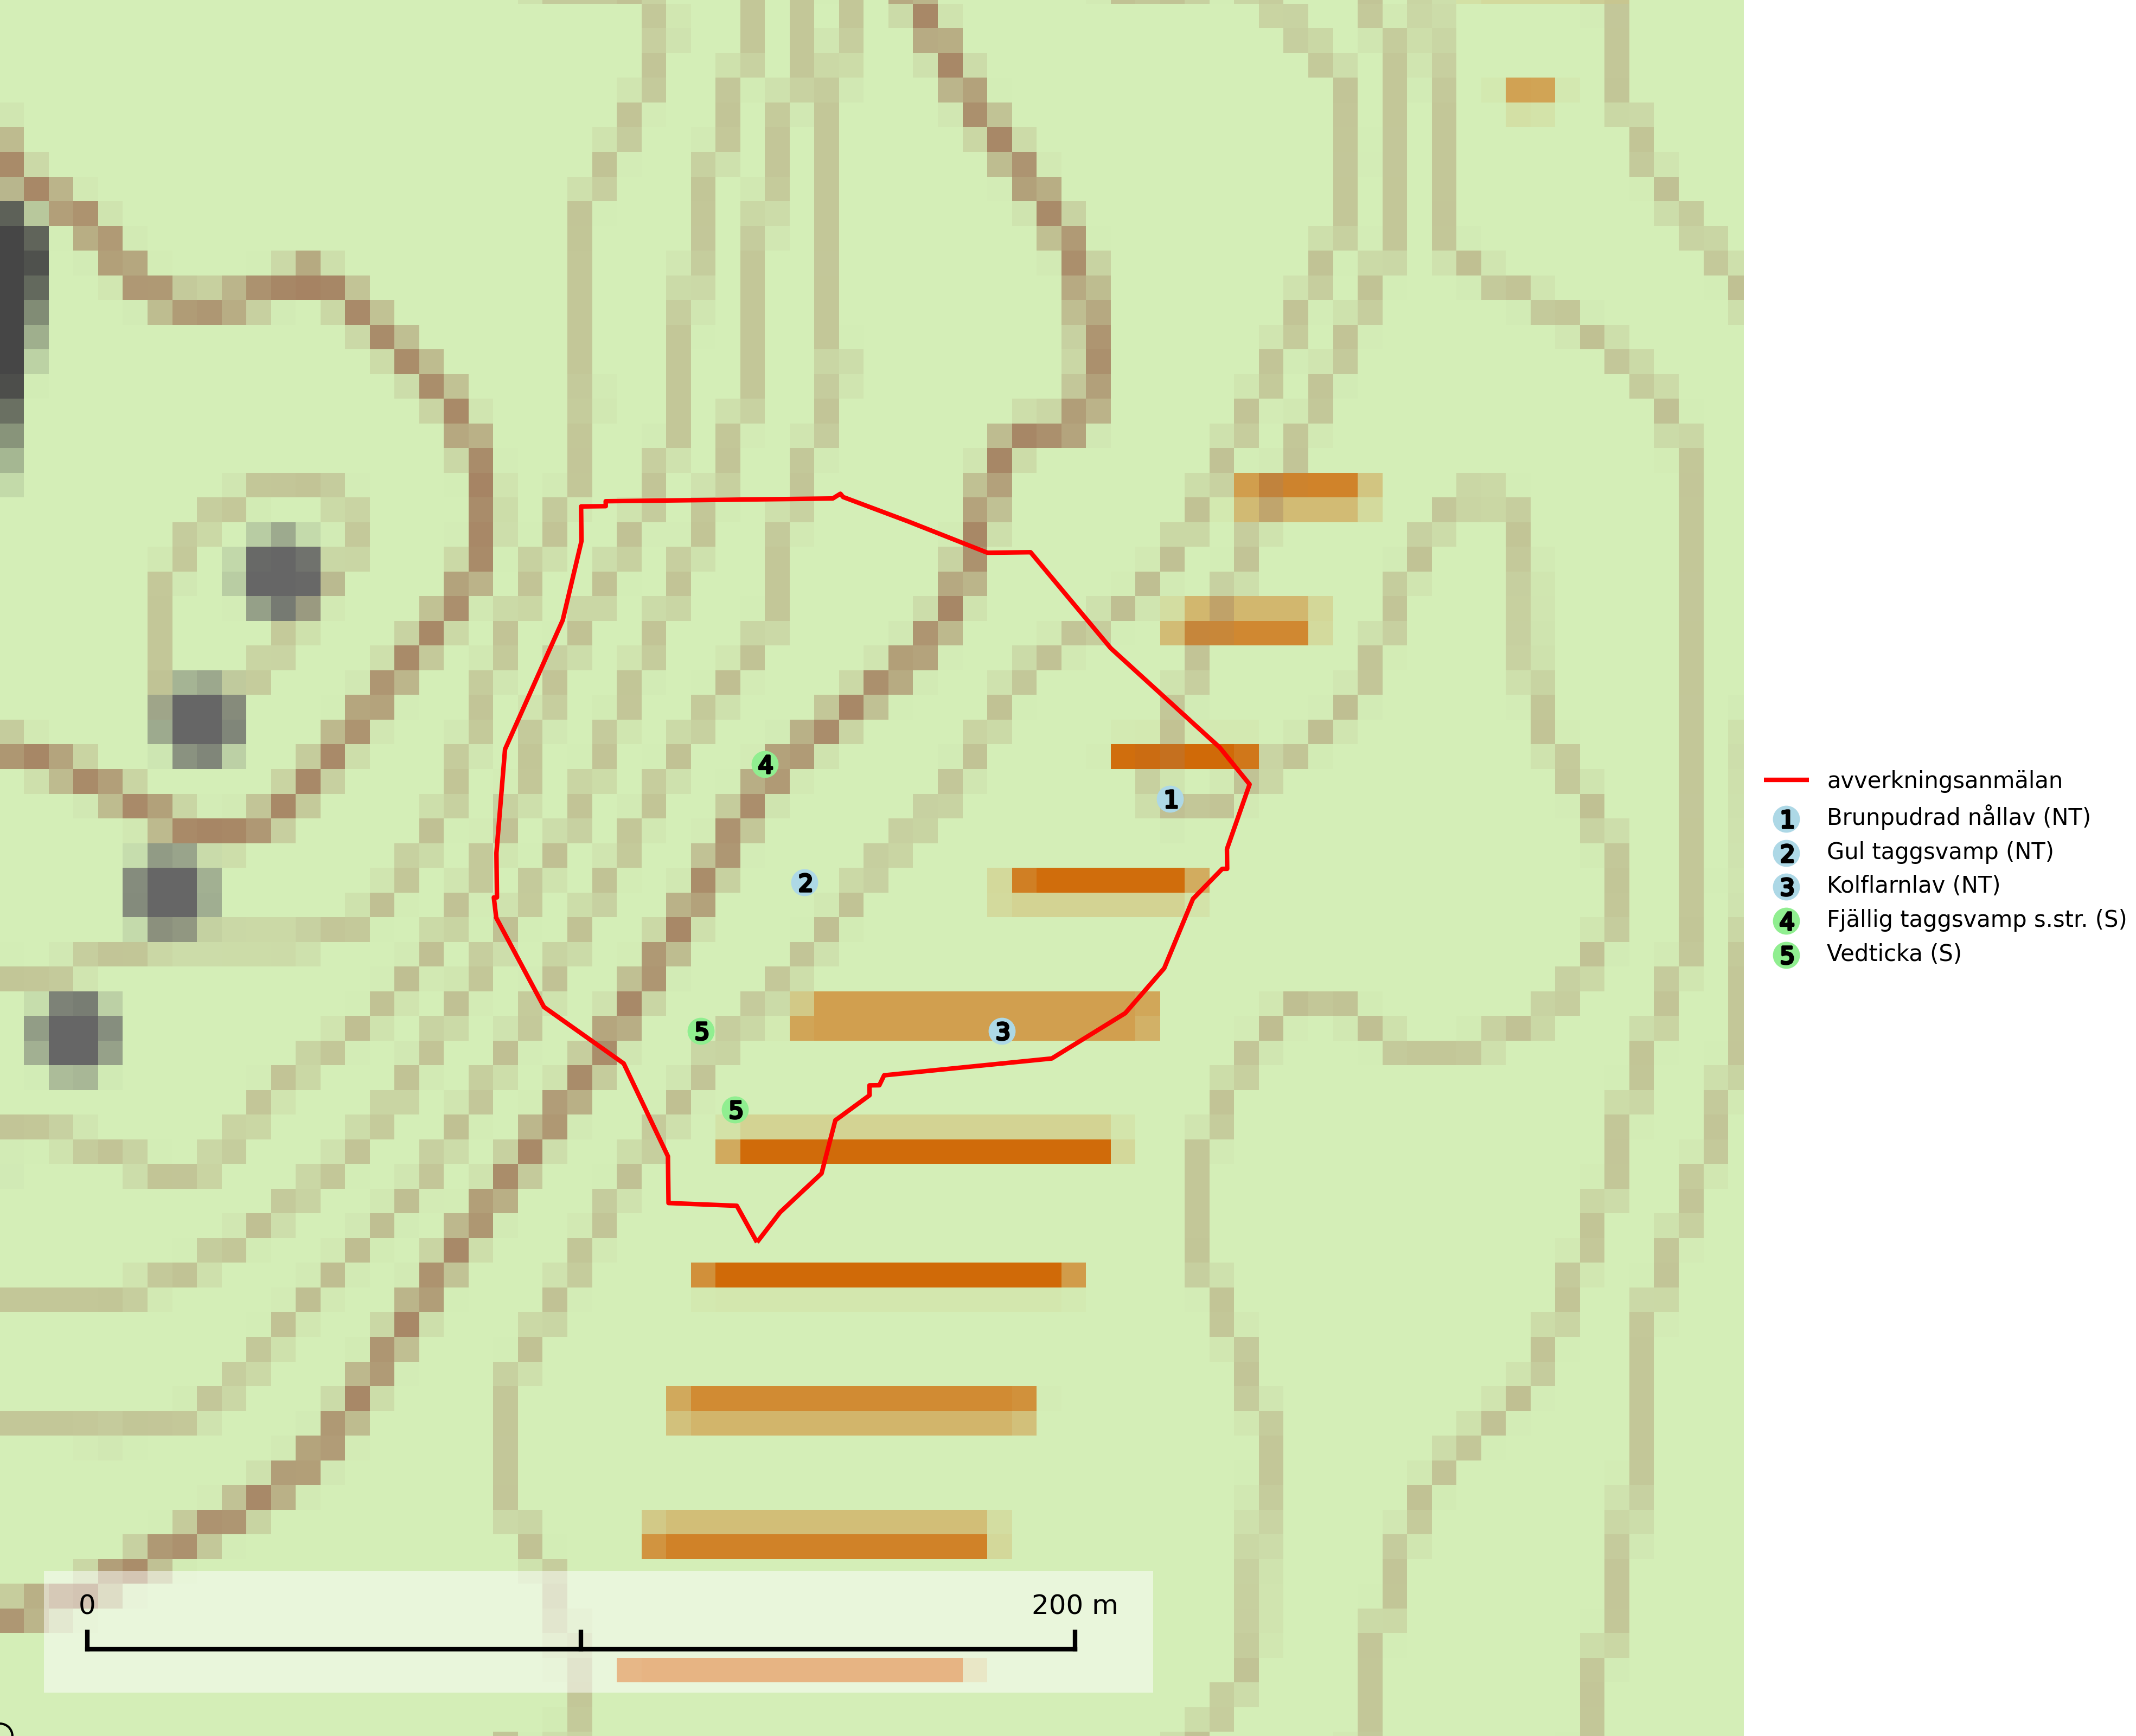 4
1
2
5
3
5
0 200 m
avverkningsanmälan
1 Brunpudrad nållav (NT)
2 Gul taggsvamp (NT)
3 Kolflarnlav (NT)
4 Fjällig taggsvamp s.str. (S)
5 Vedticka (S)